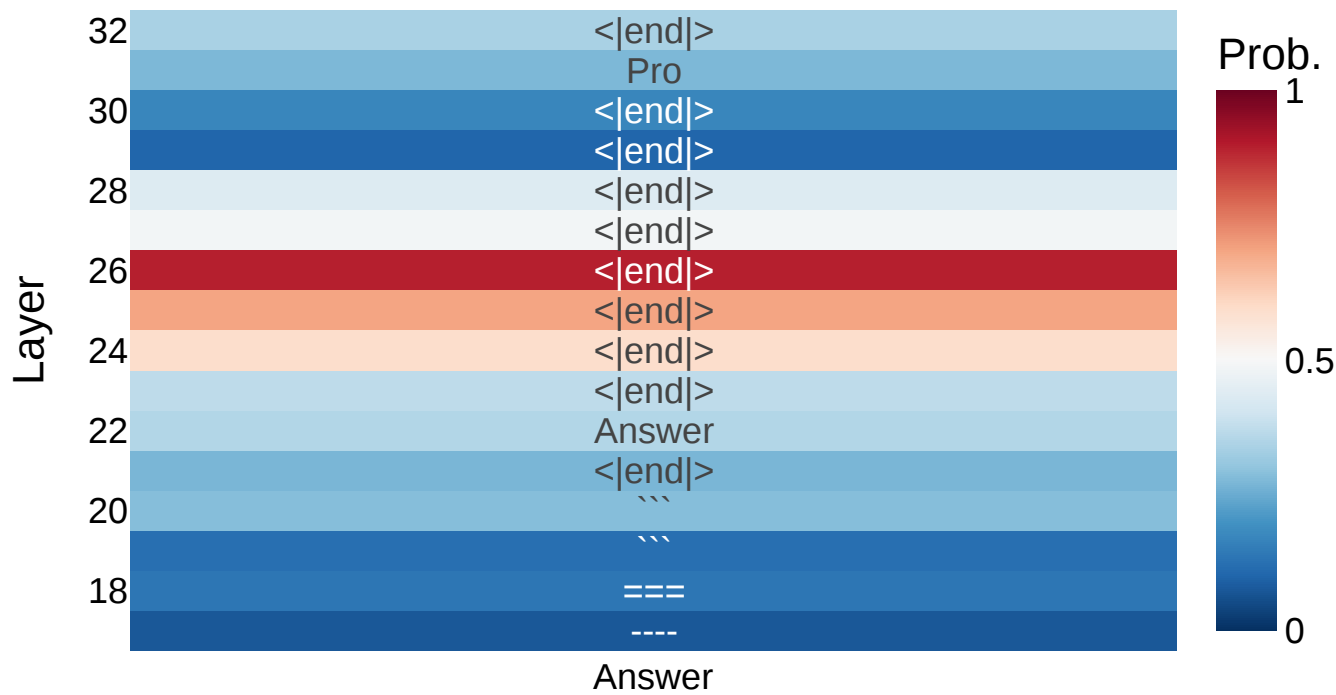 32 <|end|>
Prob.
Pro
1
30 <|end|>
<|end|>
28 <|end|>
<|end|>
26 <|end|>
Layer
<|end|>
24 <|end|>
0.5
<|end|>
22 Answer
<|end|>
20 ```
```
18 ===
----
0
Answer